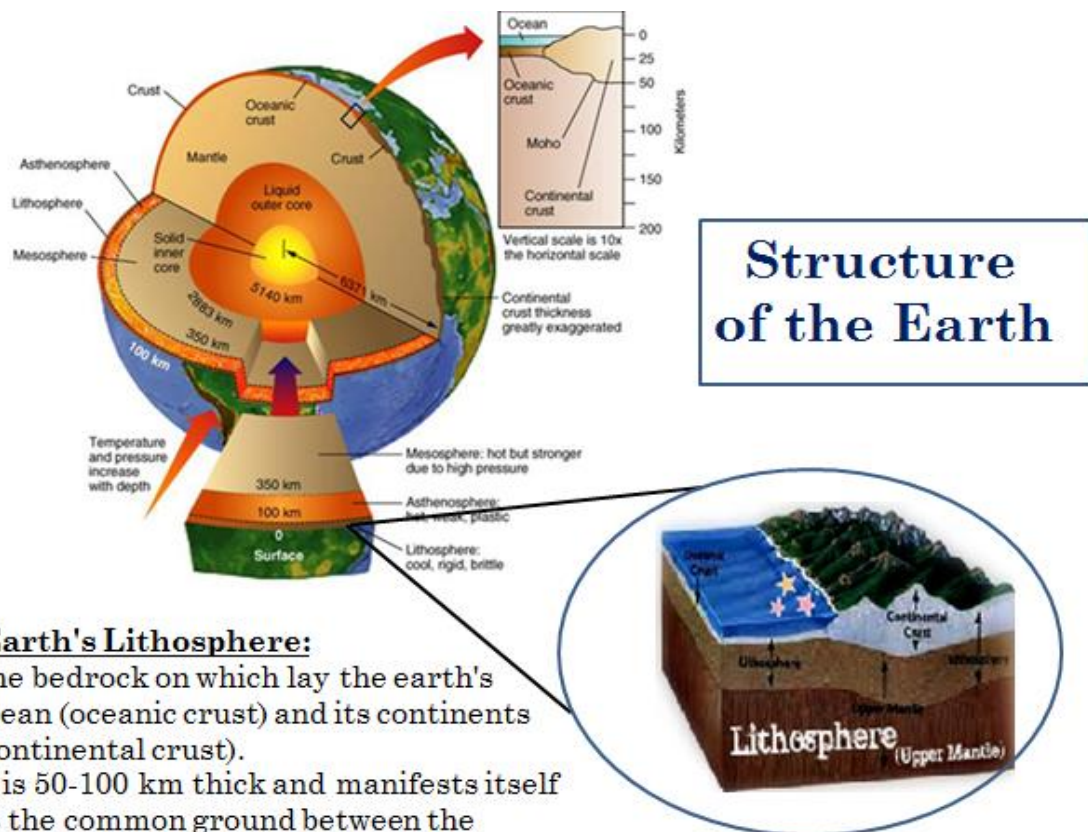 Ocean
Oceanic
crust
Moho
Continental
crust
0
25
50
100
150
200
Kilometers
Vertical scale is 10x
the horizontal scale
Crust
Oceanic
crust
Mantle
Crust
Asthenosphere
Lithosphere
Mesosphere
Liquid
outer core
Solid
inner
core
5140 km
6371 km
2883 km
350 km
100 km
Continental
crust thickness
greatly exaggerated
Structure
of the Earth
Temperature
and pressure
increase
with depth
Mesosphere: hot but stronger
due to high pressure
350 km
100 km
Asthenosphere:
hot, weak, plastic
0
Surface
Lithosphere:
cool, rigid, brittle
Crust
Continental
Crust
Lithosphere
Lithosphere
Upper Mantle
Lithosphere
(Upper Mantle)
Earth's Lithosphere:
bedrock on which lay the earth's
(oceanic crust) and its continents
is 50-100 km thick and manifests itself
the common ground between the